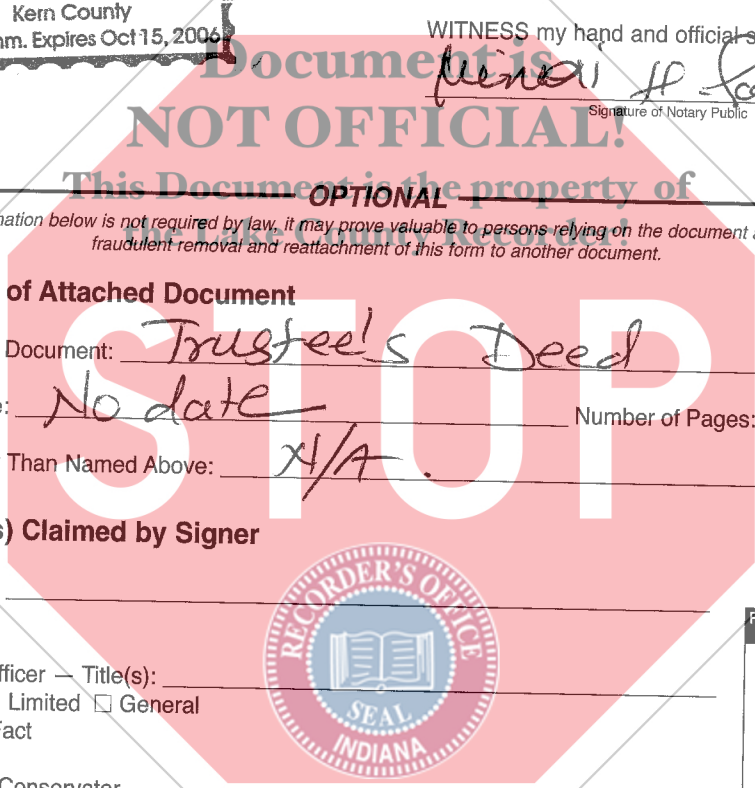 Kern County
mm. Expires Oct 15, 2006
WITNESS my hand and official s
Document is
NOT OFFICIAL!
Signature of Notary Public
This Document is the property of
OPTIONAL
the Lake County Recorder!
mation below is not required by law, it may prove valuable to persons relying on the document a
fraudulent removal and reattachment of this form to another document.
of Attached Document
Document: Trustee's Deed
e: No date Number of Pages:
Than Named Above: N/A.
STOP
s) Claimed by Signer
RECORDER'S OFFICE
SEAL
INDIANA
fficer — Title(s):
Limited ☐ General
Fact
Conservator